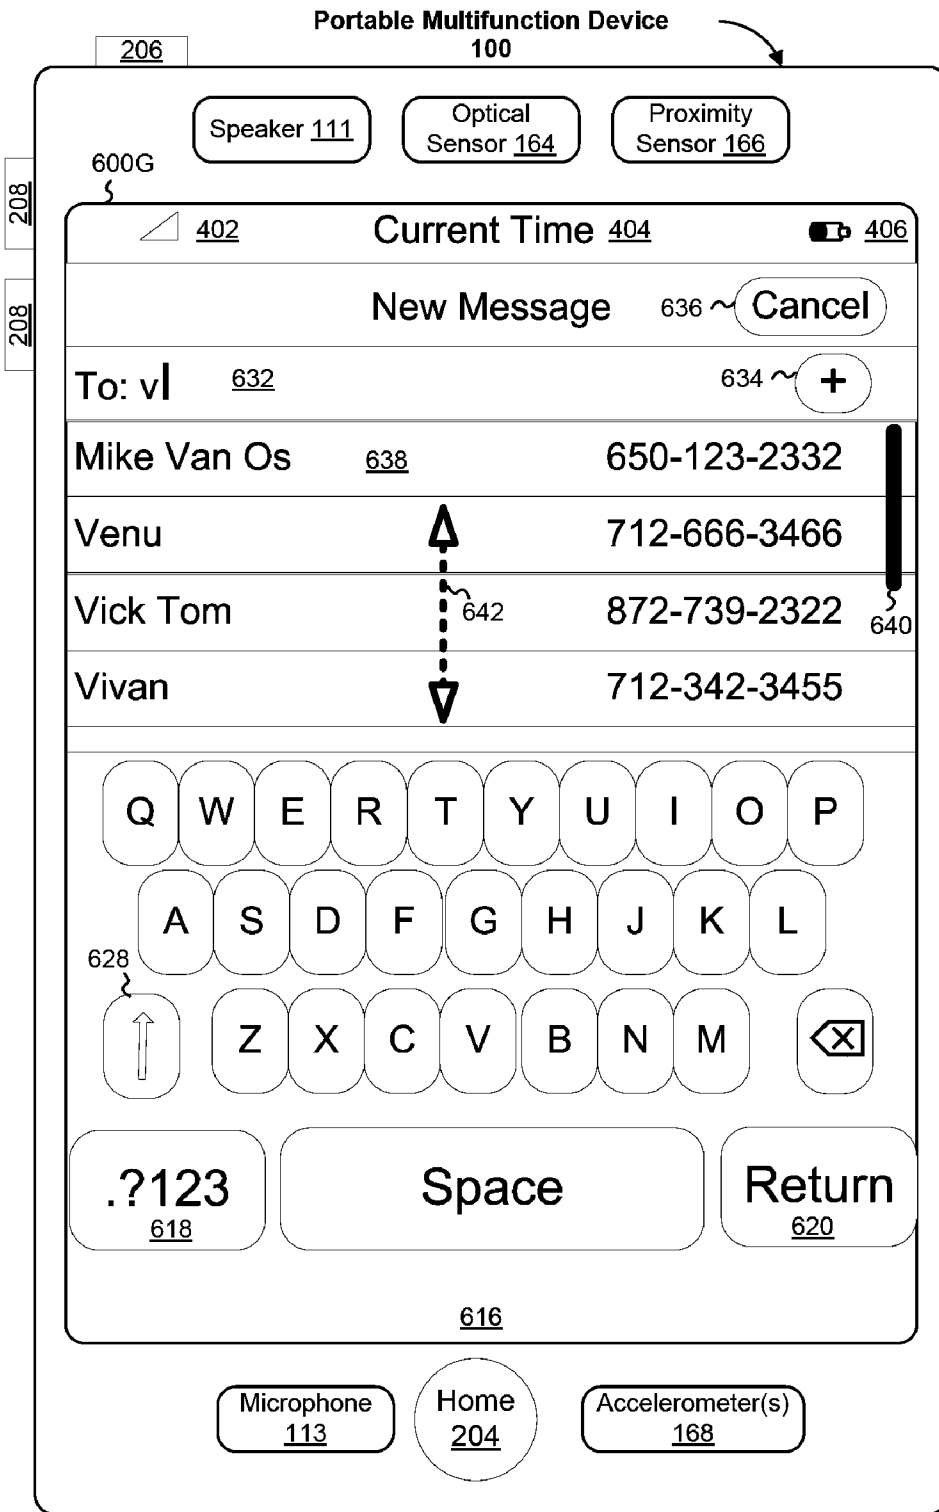 Portable Multifunction Device
100
206
Speaker 111
Optical
Sensor 164
Proximity
Sensor 166
600G
208
402 Current Time 404 406
New Message 636 Cancel
208
To: v 632 634 +
Mike Van Os 638 650-123-2332
Venu 712-666-3466
Vick Tom 642 872-739-2322 640
Vivan 712-342-3455
Q W E R T Y U I O P
A S D F G H J K L
628
Z X C V B N M
.?123 Space Return
618 620
616
Microphone
113
Home
204
Accelerometer(s)
168